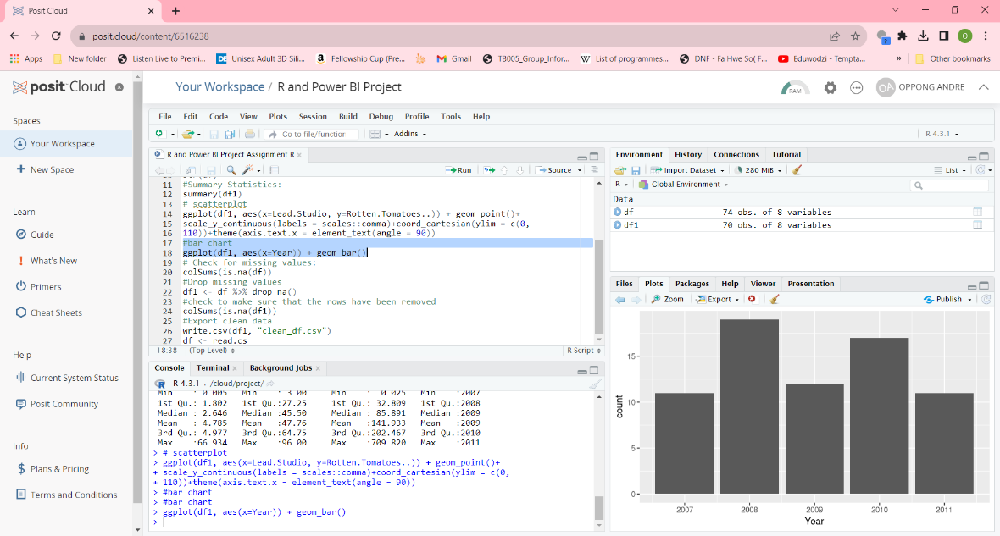 Posit Cloud
posit.cloud/content/6516238
Apps
New folder
Listen Live to Premi...
DE
Unisex Adult 3D Sili...
a
Fellowship Cup (Pre...
Gmail
TB005_Group_Infor...
W
List of programmes...
DNF - Fa Hwe So( F...
Eduwodzi - Tempta...
»
Other bookmarks
O
posit Cloud
Your Workspace / R and Power BI Project
RAM
OA
OPPONG ANDRE
Spaces
Your Workspace
New Space
Learn
Guide
What's New
Primers
Cheat Sheets
Help
Current System Status
Posit Community
Info
Plans & Pricing
Terms and Conditions
File Edit Code View Plots Session Build Debug Profile Tools Help
Go to file/function
Addins
R 4.3.1
R and Power BI Project Assignment.R
Run
Source
11 #Summary Statistics:
12 summary(df1)
13 # scatterplot
14 ggplot(df1, aes(x=Lead.Studio, y=Rotten.Tomatoes..)) + geom_point()+
15 scale_y_continuous(labels = scales::comma)+coord_cartesian(ylim = c(0,
16 110))+theme(axis.text.x = element_text(angle = 90))
17 #bar chart
18 ggplot(df1, aes(x=Year)) + geom_bar()
19 # Check for missing values:
20 colSums(is.na(df))
21 #Drop missing values
22 df1 <- df %>% drop_na()
23 #check to make sure that the rows have been removed
24 colSums(is.na(df1))
25 #Export clean data
26 write.csv(df1, "clean_df.csv")
27 df <- read.cs
18:38 (Top Level)
R Script
Console Terminal Background Jobs
R 4.3.1 . /cloud/project/
Min. : 0.005 Min. : 3.00 Min. : 0.025 Min. :2007
1st Qu.: 1.802 1st Qu.:27.25 1st Qu.: 32.809 1st Qu.:2008
Median : 2.646 Median :45.50 Median : 85.891 Median :2009
Mean : 4.785 Mean :47.76 Mean :141.933 Mean :2009
3rd Qu.: 4.977 3rd Qu.:64.75 3rd Qu.:202.467 3rd Qu.:2010
Max. :66.934 Max. :96.00 Max. :709.820 Max. :2011
> # scatterplot
> ggplot(df1, aes(x=Lead.Studio, y=Rotten.Tomatoes..)) + geom_point()+
+ scale_y_continuous(labels = scales::comma)+coord_cartesian(ylim = c(0,
+ 110))+theme(axis.text.x = element_text(angle = 90))
> #bar chart
> #bar chart
> ggplot(df1, aes(x=Year)) + geom_bar()
>
Environment History Connections Tutorial
Import Dataset
280 MiB
List
R
Global Environment
Data
df 74 obs. of 8 variables
df1 70 obs. of 8 variables
Files Plots Packages Help Viewer Presentation
Zoom
Export
Publish
15
10
5
0
count
2007 2008 2009 2010 2011
Year